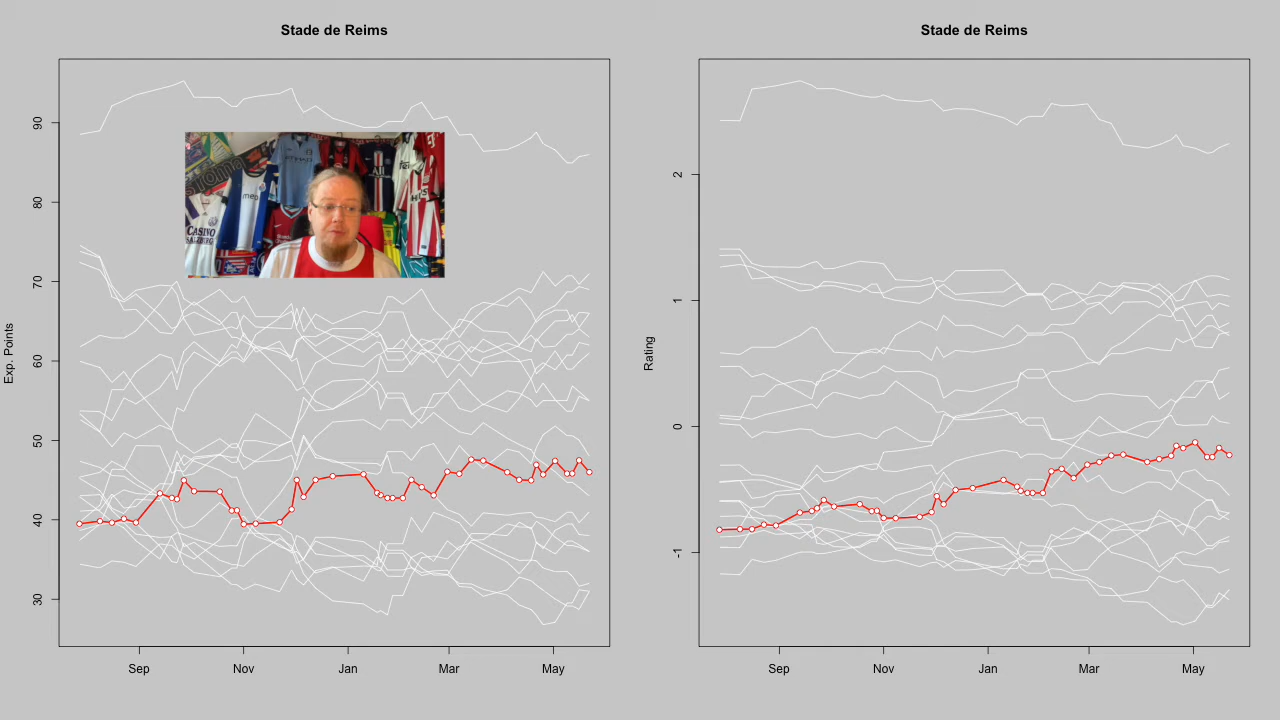 Stade de Reims
Exp. Points
90
80
70
60
50
40
30
Sep Nov Jan Mar May
CASINO
SALZBURG
Stade de Reims
Rating
2
1
0
-1
Sep Nov Jan Mar May